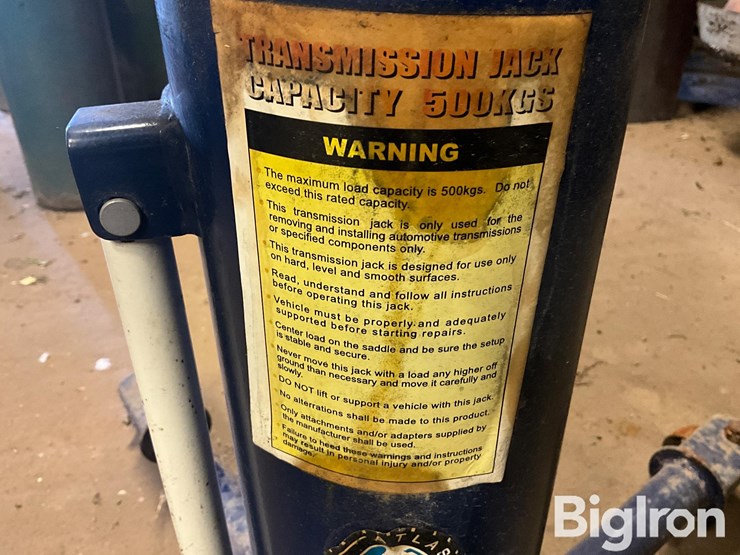 TRANSMISSION JACK
CAPACITY 500KGS
WARNING
The maximum load capacity is 500kgs. Do not
exceed this rated capacity.
This transmission jack is only used for the
removing and installing automotive transmissions
or specified components only.
This transmission jack is designed for use only
on hard, level and smooth surfaces.
Read, understand and follow all instructions
before operating this jack.
Vehicle must be properly and adequately
supported before starting repairs.
Center load on the saddle and be sure the setup
is stable and secure.
Never move this jack with a load any higher off
ground than necessary and move it carefully and
slowly.
DO NOT lift or support a vehicle with this jack.
No alterrations shall be made to this product.
Only attachments and/or adapters supplied by
the manufacturer shall be used.
Failure to heed these warnings and instructions
may result in personal injury and/or property
damage.
BigIron